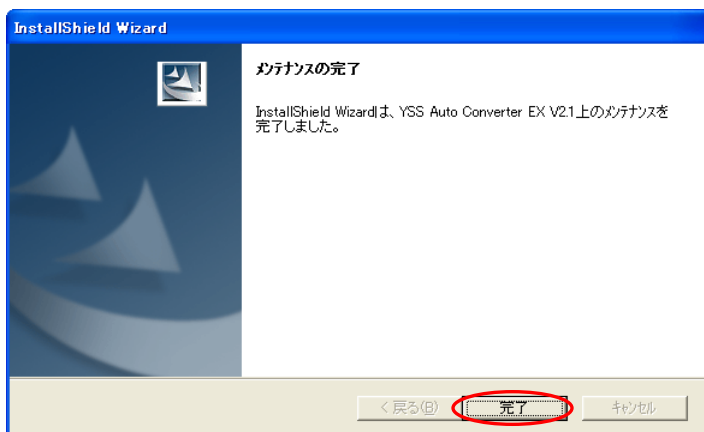 InstallShield Wizard
メンテナンスの完了
InstallShield Wizardは、YSS Auto Converter EX V2.1上のメンテナンスを
完了しました。
< 戻る(B) 完了 キャンセル